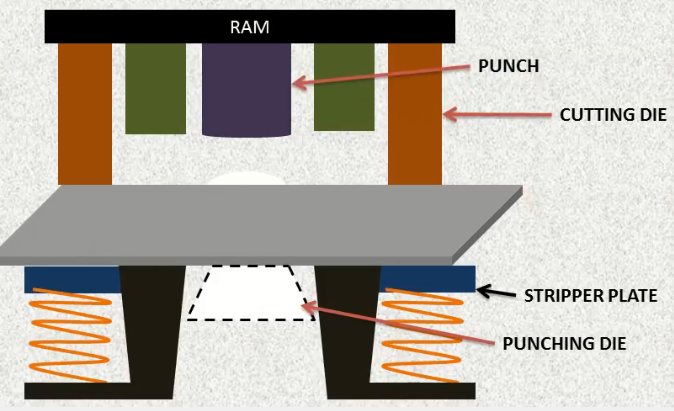 RAM
PUNCH
CUTTING DIE
STRIPPER PLATE
PUNCHING DIE